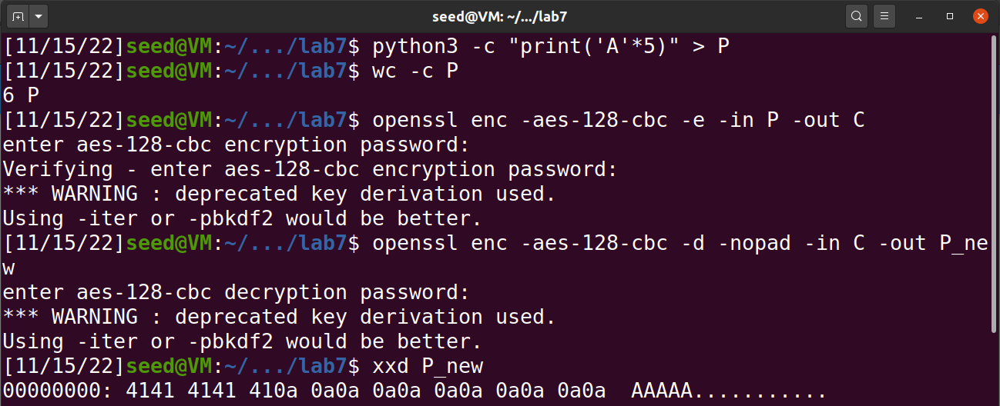 seed@VM: ~/.../lab7
[11/15/22]seed@VM:~/.../lab7$ python3 -c "print('A'*5)" > P
[11/15/22]seed@VM:~/.../lab7$ wc -c P
6 P
[11/15/22]seed@VM:~/.../lab7$ openssl enc -aes-128-cbc -e -in P -out C
enter aes-128-cbc encryption password:
Verifying - enter aes-128-cbc encryption password:
*** WARNING : deprecated key derivation used.
Using -iter or -pbkdf2 would be better.
[11/15/22]seed@VM:~/.../lab7$ openssl enc -aes-128-cbc -d -nopad -in C -out P_ne
w
enter aes-128-cbc decryption password:
*** WARNING : deprecated key derivation used.
Using -iter or -pbkdf2 would be better.
[11/15/22]seed@VM:~/.../lab7$ xxd P_new
00000000: 4141 4141 410a 0a0a 0a0a 0a0a 0a0a 0a0a  AAAAA...........